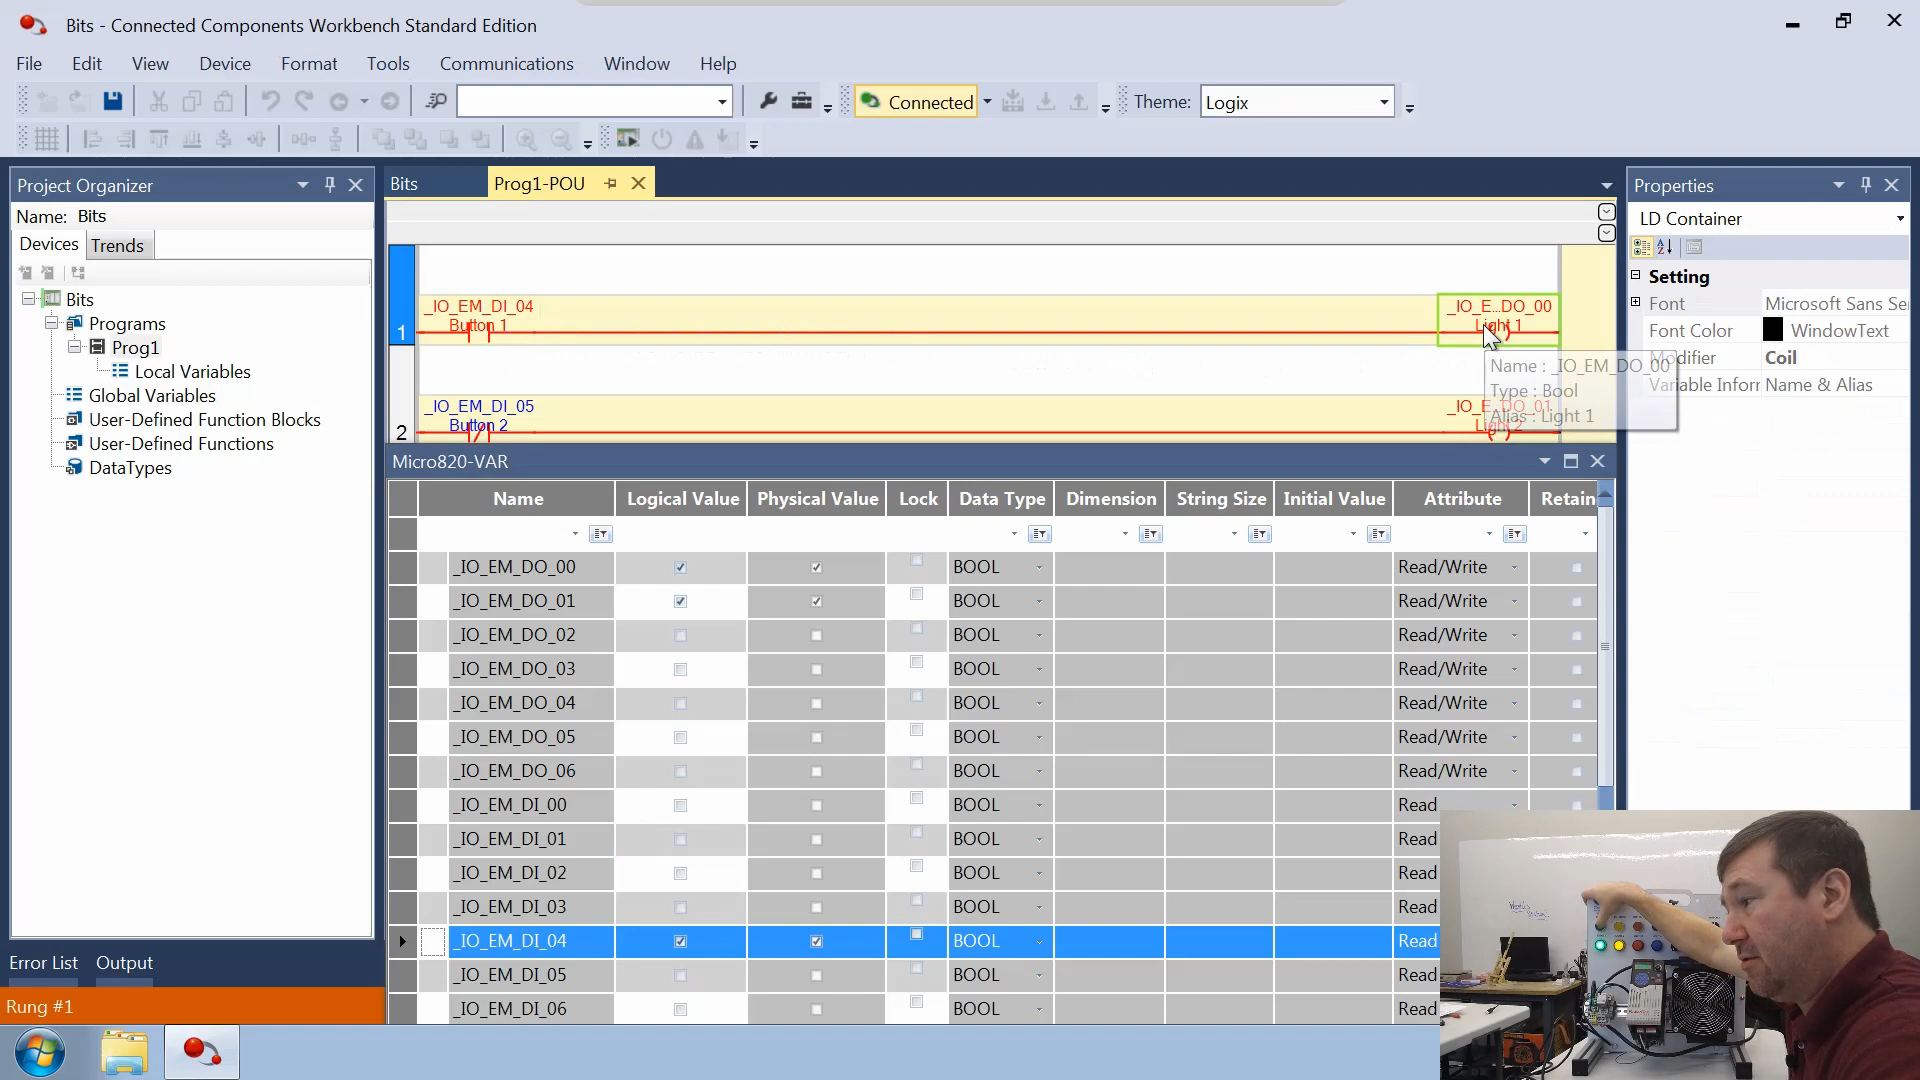 Bits - Connected Components Workbench Standard Edition
File Edit View Device Format Tools Communications Window Help
Connected Theme: Logix
Project Organizer
Name: Bits
Devices Trends
Bits
Programs
Prog1
Local Variables
Global Variables
User-Defined Function Blocks
User-Defined Functions
DataTypes
Error List Output
Rung #1
Bits Prog1-POU
1
_IO_EM_DI_04
Button 1
_IO_E...DO_00
Light 1
2
_IO_EM_DI_05
Button 2
_IO_E...DO_01
Light 2
Name : _IO_EM_DO_00
Type : Bool
Alias : Light 1
Micro820-VAR
Name Logical Value Physical Value Lock Data Type Dimension String Size Initial Value Attribute Retain
_IO_EM_DO_00 BOOL Read/Write
_IO_EM_DO_01 BOOL Read/Write
_IO_EM_DO_02 BOOL Read/Write
_IO_EM_DO_03 BOOL Read/Write
_IO_EM_DO_04 BOOL Read/Write
_IO_EM_DO_05 BOOL Read/Write
_IO_EM_DO_06 BOOL Read/Write
_IO_EM_DI_00 BOOL Read
_IO_EM_DI_01 BOOL Read
_IO_EM_DI_02 BOOL Read
_IO_EM_DI_03 BOOL Read
_IO_EM_DI_04 BOOL Read
_IO_EM_DI_05 BOOL Read
_IO_EM_DI_06 BOOL Read
Properties
LD Container
Setting
Font Microsoft Sans Se
Font Color WindowText
Modifier Coil
Variable Inforr Name & Alias